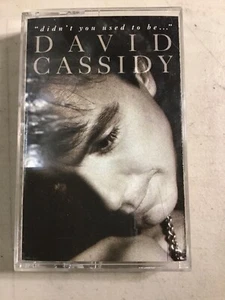 "didn't you used to be..."
DAVID
CASSIDY